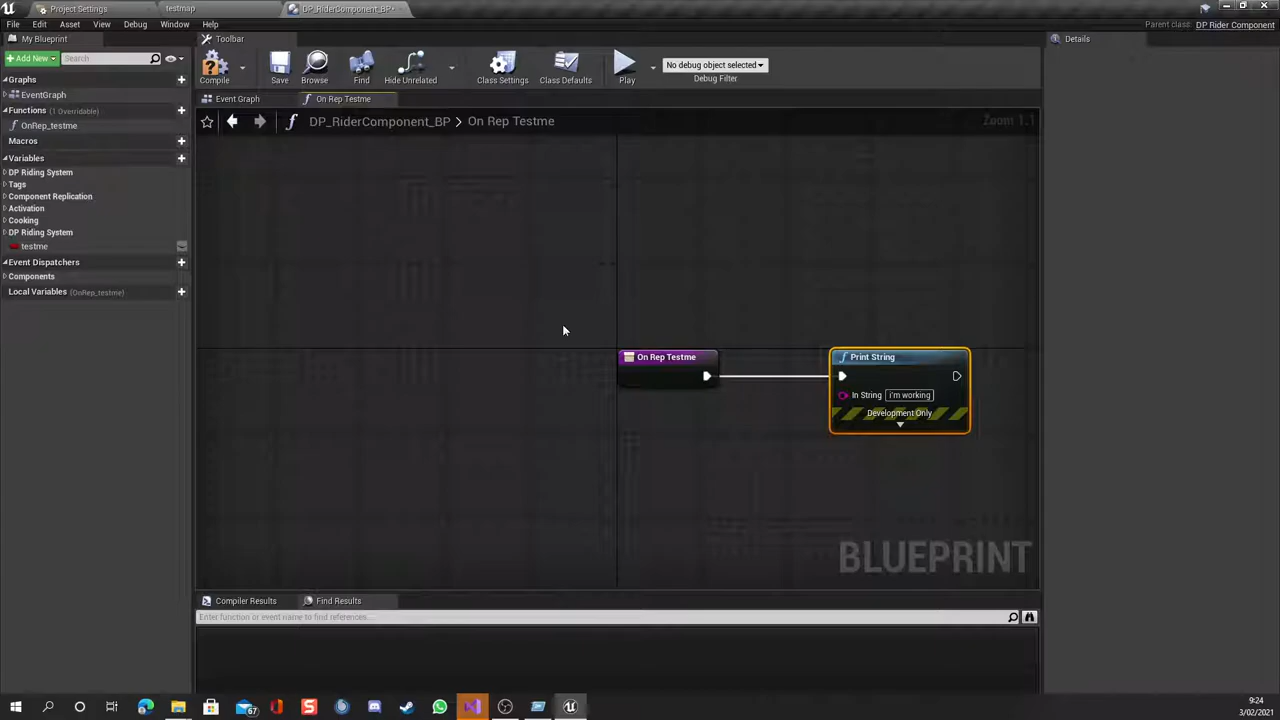 Project Settings
testmap
DP_RiderComponent_BP*
File Edit Asset View Debug Window Help
Parent class: DP Rider Component
My Blueprint
Toolbar
Details
+Add New
Search
Compile
Save
Browse
Find
Hide Unrelated
Class Settings
Class Defaults
Play
No debug object selected
Debug Filter
Graphs
EventGraph
Event Graph
On Rep Testme
Functions (1 Overridable)
OnRep_testme
DP_RiderComponent_BP > On Rep Testme
Zoom 1:1
Macros
Variables
DP Riding System
Tags
Component Replication
Activation
Cooking
DP Riding System
testme
Event Dispatchers
Components
Local Variables (OnRep_testme)
On Rep Testme
Print String
In String i'm working
Development Only
BLUEPRINT
Compiler Results
Find Results
Enter function or event name to find references...
67
9:24
3/02/2021